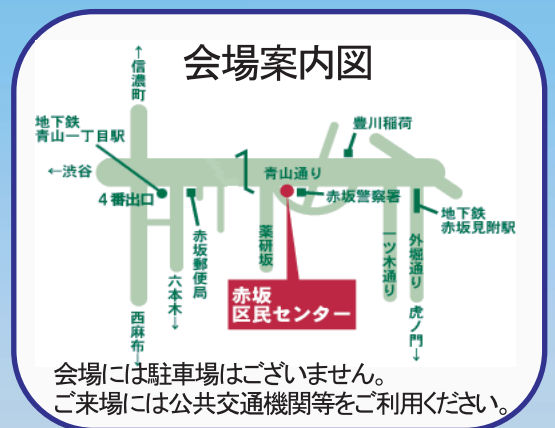 会場案内図
↑信濃町
地下鉄
青山一丁目駅
豊川稲荷
←渋谷
青山通り
4番出口
赤坂警察署
地下鉄
赤坂見附駅
赤坂郵便局
薬研坂
一ツ木通り
外堀通り
六本木↓
赤坂
区民センター
虎ノ門↓
西麻布↓
会場には駐車場はございません。
ご来場には公共交通機関等をご利用ください。